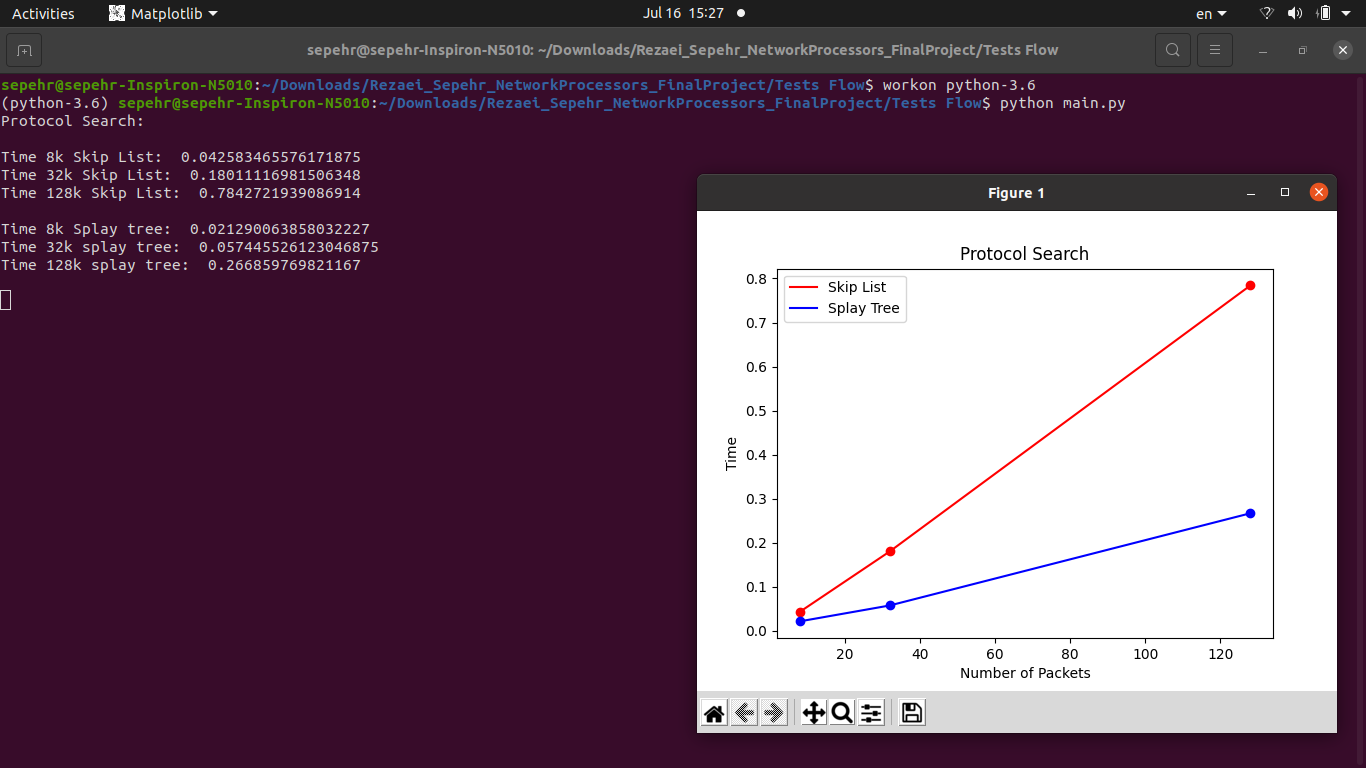 Activities Matplotlib Jul 16 15:27 en
sepehr@sepehr-Inspiron-N5010: ~/Downloads/Rezaei_Sepehr_NetworkProcessors_FinalProject/Tests Flow
sepehr@sepehr-Inspiron-N5010:~/Downloads/Rezaei_Sepehr_NetworkProcessors_FinalProject/Tests Flow$ workon python-3.6
(python-3.6) sepehr@sepehr-Inspiron-N5010:~/Downloads/Rezaei_Sepehr_NetworkProcessors_FinalProject/Tests Flow$ python main.py
Protocol Search:
Time 8k Skip List:  0.042583465576171875
Time 32k Skip List:  0.18011116981506348
Time 128k Skip List:  0.7842721939086914
Time 8k Splay tree:  0.021290063858032227
Time 32k splay tree:  0.057445526123046875
Time 128k splay tree:  0.266859769821167
Figure 1
Protocol Search
Skip List
Splay Tree
0.8
0.7
0.6
0.5
0.4
0.3
0.2
0.1
0.0
Time
20 40 60 80 100 120
Number of Packets